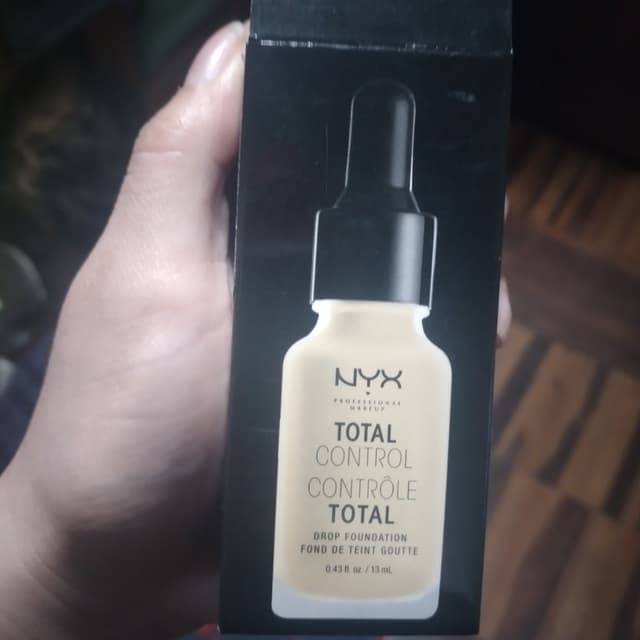 NYX
PROFESSIONAL
MAKEUP
TOTAL
CONTROL
CONTRÔLE
TOTAL
DROP FOUNDATION
FOND DE TEINT GOUTTE
0.43 fl. oz. / 13 mL